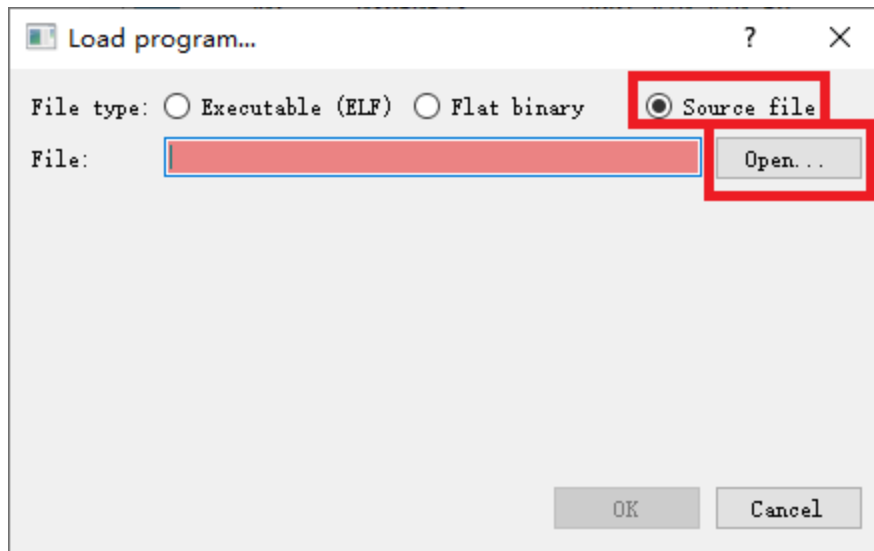 Load program...
?
File type: Executable (ELF) Flat binary Source file
File: Open...
OK Cancel